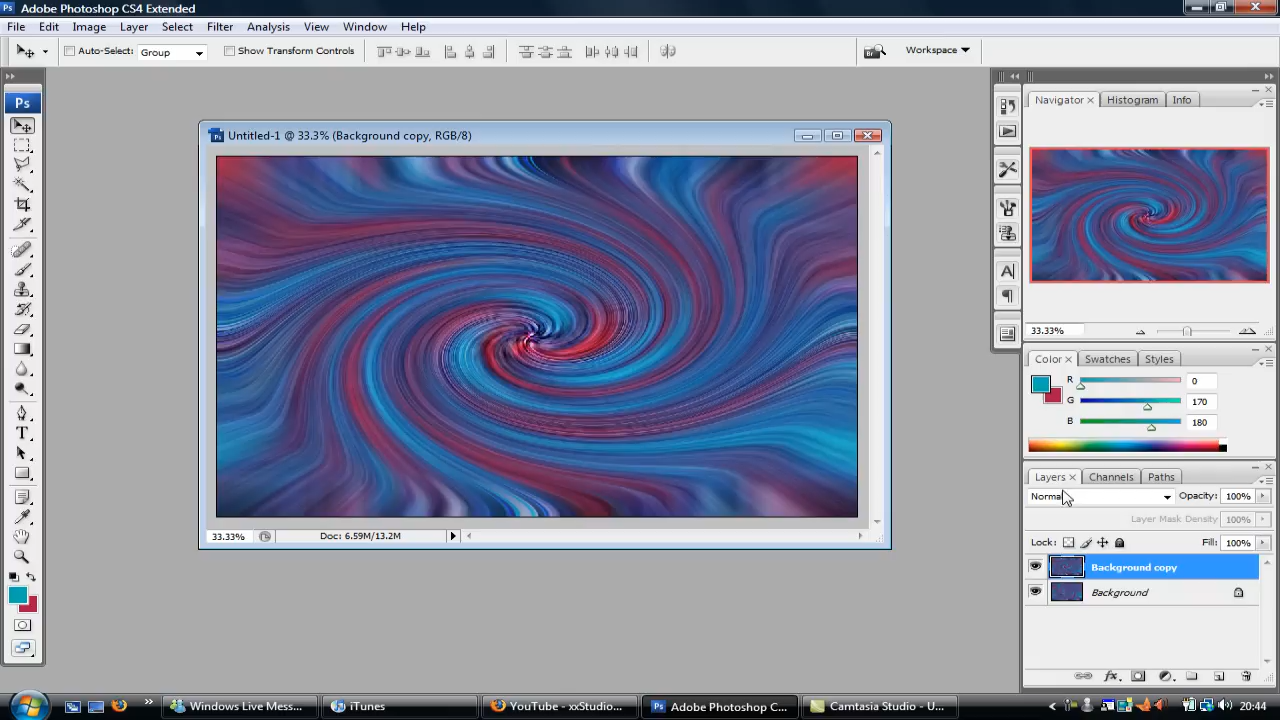 Adobe Photoshop CS4 Extended
File Edit Image Layer Select Filter Analysis View Window Help
Auto-Select: Group Show Transform Controls Workspace
Ps
Untitled-1 @ 33.3% (Background copy, RGB/8)
Navigator Histogram Info
33.33%
Color Swatches Styles
R 0
G 170
B 180
Layers Channels Paths
Normal Opacity: 100%
Layer Mask Density: 100%
Lock: Fill: 100%
Background copy
Background
33.33% Doc: 6.59M/13.2M
Windows Live Mess... iTunes YouTube - xxStudio... Adobe Photoshop C... Camtasia Studio - U... 20:44